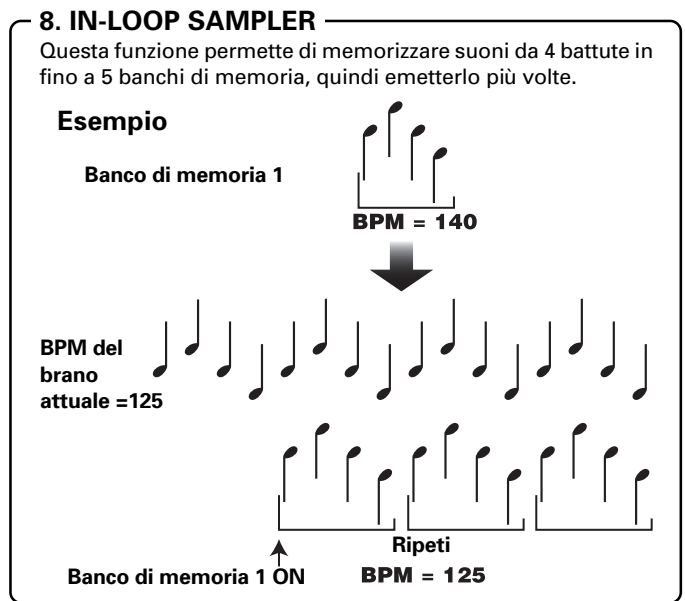 8. IN-LOOP SAMPLER
Questa funzione permette di memorizzare suoni da 4 battute in
fino a 5 banchi di memoria, quindi emetterlo più volte.
Esempio
Banco di memoria 1
BPM = 140
BPM del
brano
attuale =125
Ripeti
Banco di memoria 1 ON
BPM = 125